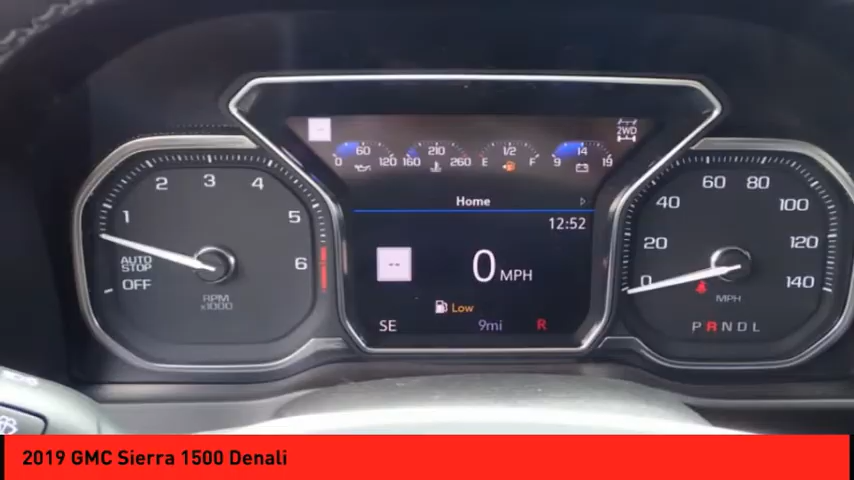 2WD
60 210 1/2 14
0 120 160 260 E F 9 19
Home
12:52
-- 0 MPH
Low
SE 9mi R
1 2 3 4 5 6
AUTO
STOP
OFF
RPM
x1000
0 20 40 60 80 100 120 140
MPH
PRNDL
2019 GMC Sierra 1500 Denali